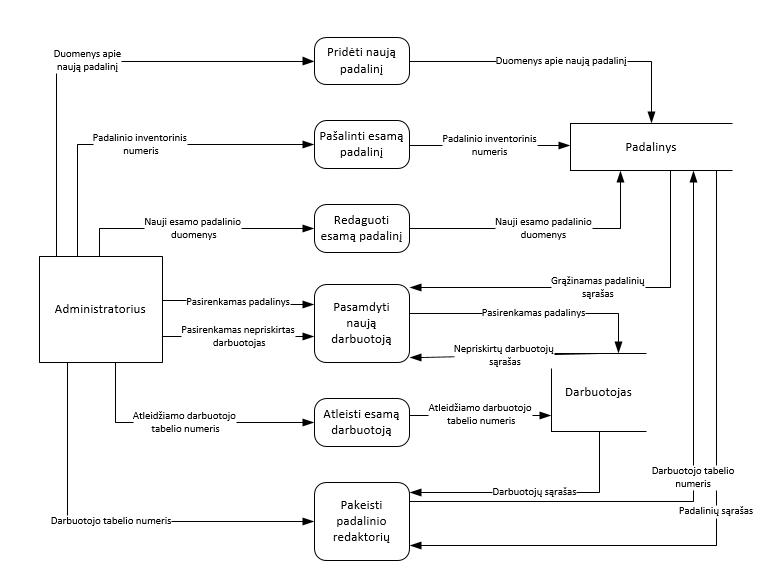 Duomenys apie
naują padalinį
Pridėti naują
padalinį
Duomenys apie naują padalinį
Padalinio inventorinis
numeris
Pašalinti esamą
padalinį
Padalinio inventorinis
numeris
Padalinys
Nauji esamo padalinio
duomenys
Redaguoti
esamą padalinį
Nauji esamo padalinio
duomenys
Administratorius
Pasirenkamas padalinys
Pasirenkamas nepriskirtas
darbuotojas
Pasamdyti
naują
darbuotoją
Grąžinamas padalinių
sąrašas
Pasirenkamas padalinys
Nepriskirtų darbuotojų
sąrašas
Darbuotojas
Atleidžiamo darbuotojo
tabelio numeris
Atleisti esamą
darbuotoją
Atleidžiamo darbuotojo
tabelio numeris
Darbuotojo tabelio
numeris
Darbuotojų sąrašas
Padalinių sąrašas
Darbuotojo tabelio numeris
Pakeisti
padalinio
redaktorių